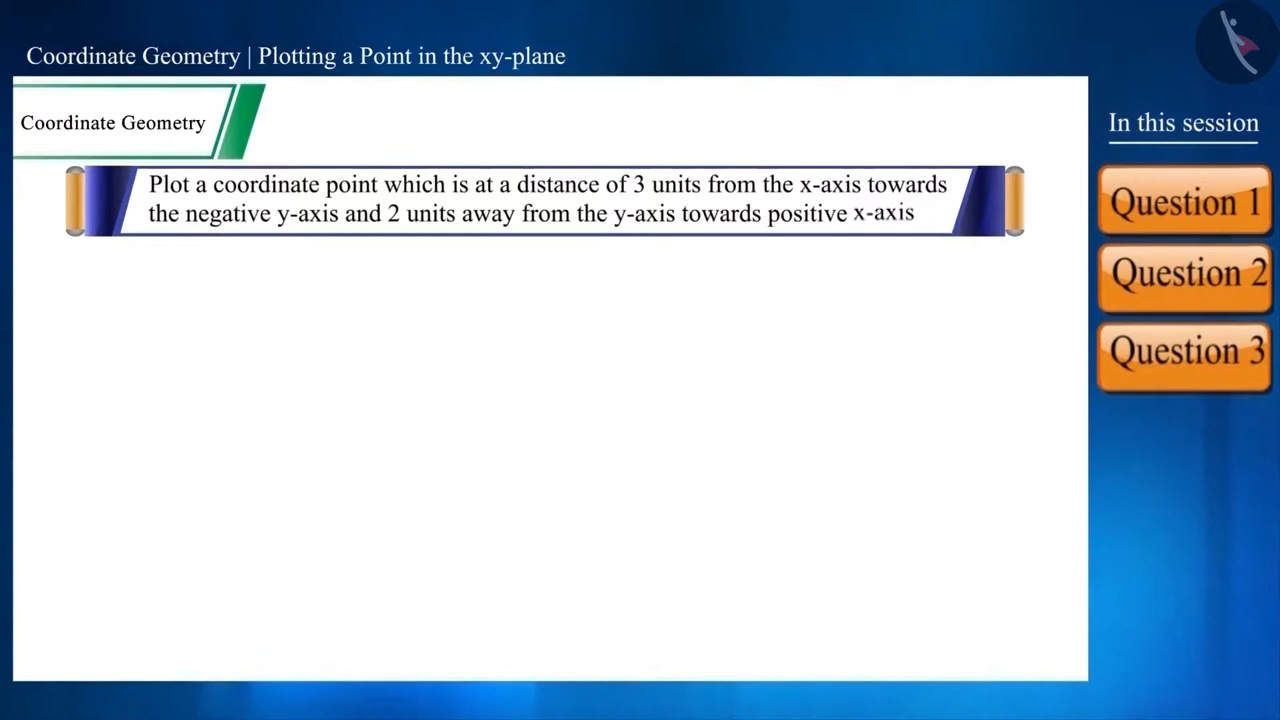 Coordinate Geometry | Plotting a Point in the xy-plane
Coordinate Geometry
Plot a coordinate point which is at a distance of 3 units from the x-axis towards
the negative y-axis and 2 units away from the y-axis towards positive x-axis
In this session
Question 1
Question 2
Question 3